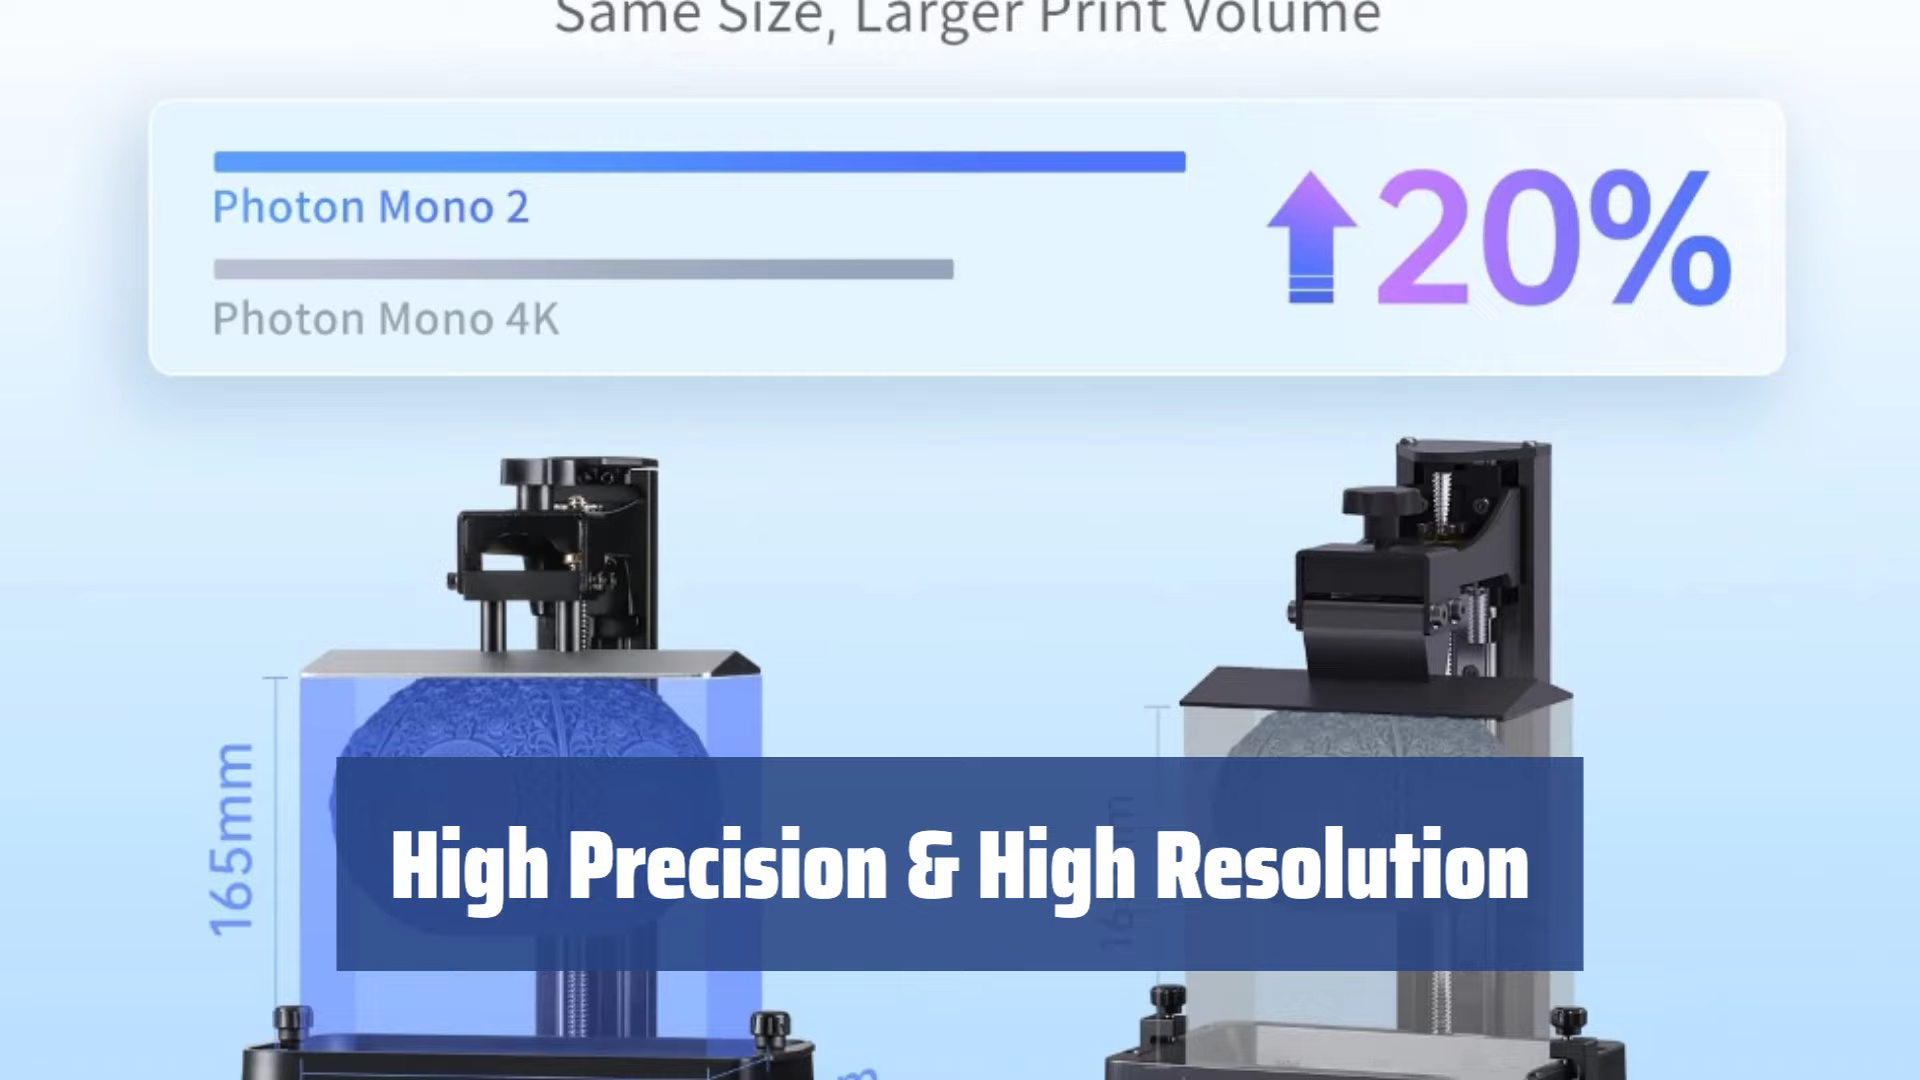 Same Size, Larger Print Volume
Photon Mono 2
20%
Photon Mono 4K
165mm
High Precision & High Resolution